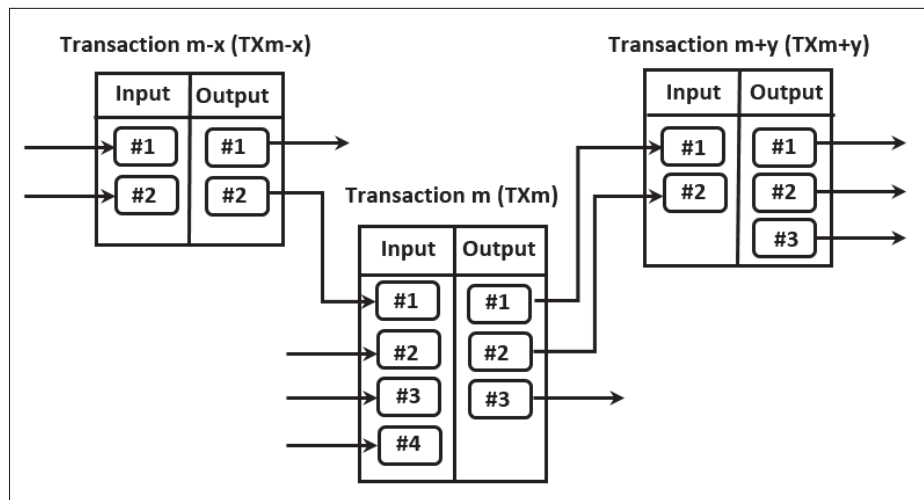 Transaction m-x (TXm-x)
Input Output
#1 #1
#2 #2
Transaction m (TXm)
Input Output
#1 #1
#2 #2
#3 #3
#4
Transaction m+y (TXm+y)
Input Output
#1 #1
#2 #2
#3